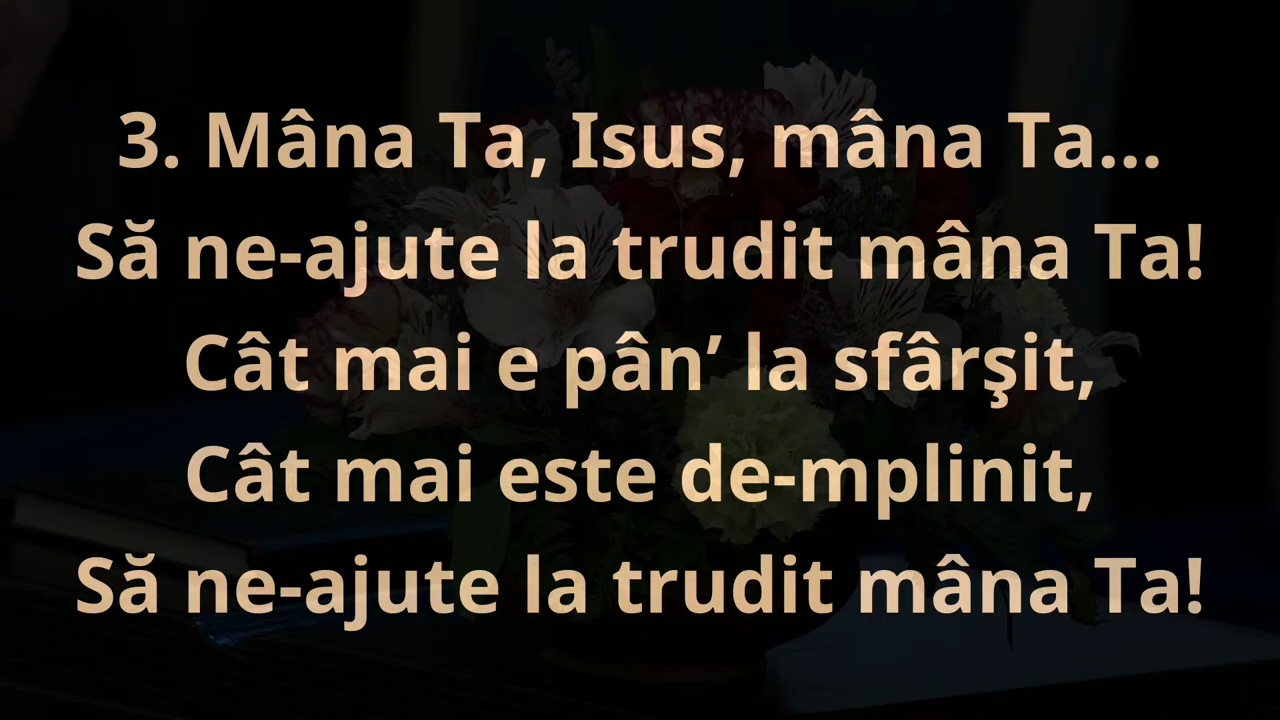 3. Mâna Ta, Isus, mâna Ta...
Să ne-ajute la trudit mâna Ta!
Cât mai e pân’ la sfârşit,
Cât mai este de-mplinit,
Să ne-ajute la trudit mâna Ta!